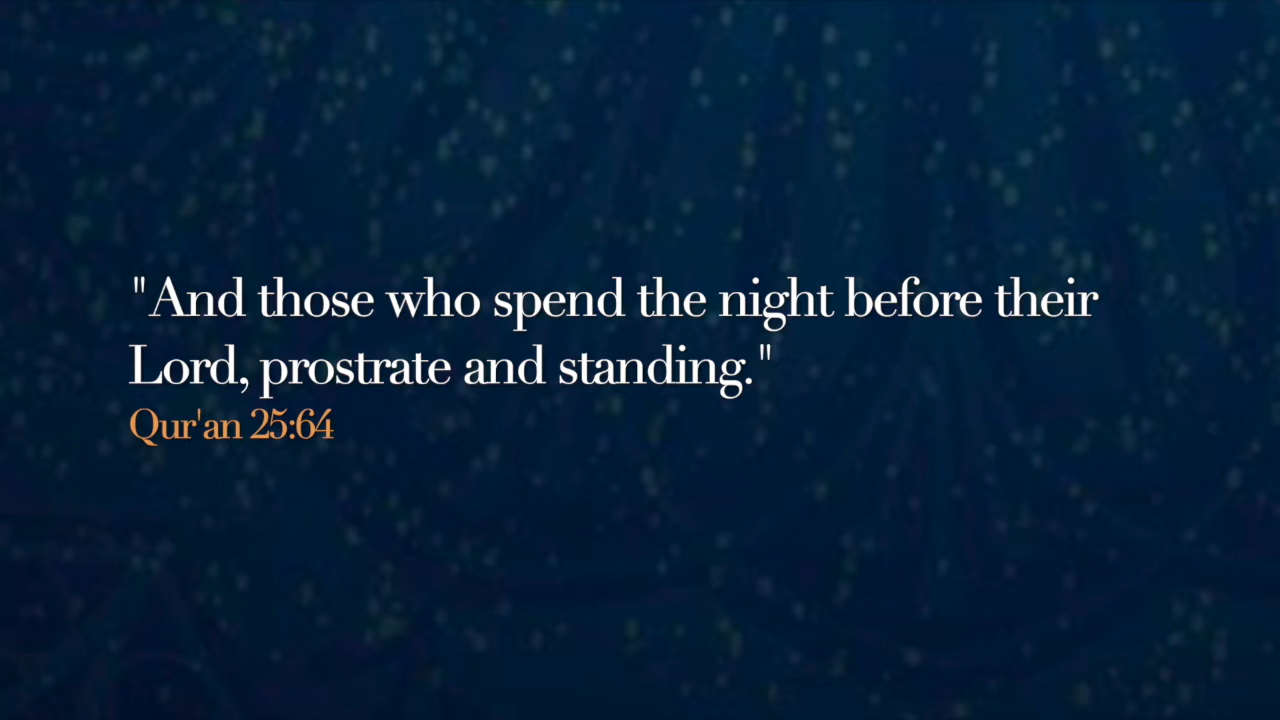 "And those who spend the night before their
Lord, prostrate and standing."
Qur'an 25:64